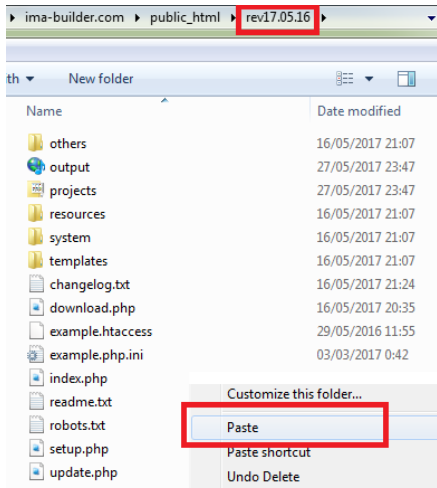 ima-builder.com public_html rev17.05.16
th New folder
Name Date modified
others 16/05/2017 21:07
output 27/05/2017 23:47
projects 27/05/2017 23:47
resources 16/05/2017 21:07
system 16/05/2017 21:07
templates 16/05/2017 21:07
changelog.txt 16/05/2017 21:24
download.php 16/05/2017 20:35
example.htaccess 29/05/2016 11:55
example.php.ini 03/03/2017 0:42
index.php
readme.txt
robots.txt
setup.php
update.php
Customize this folder...
Paste
Paste shortcut
Undo Delete